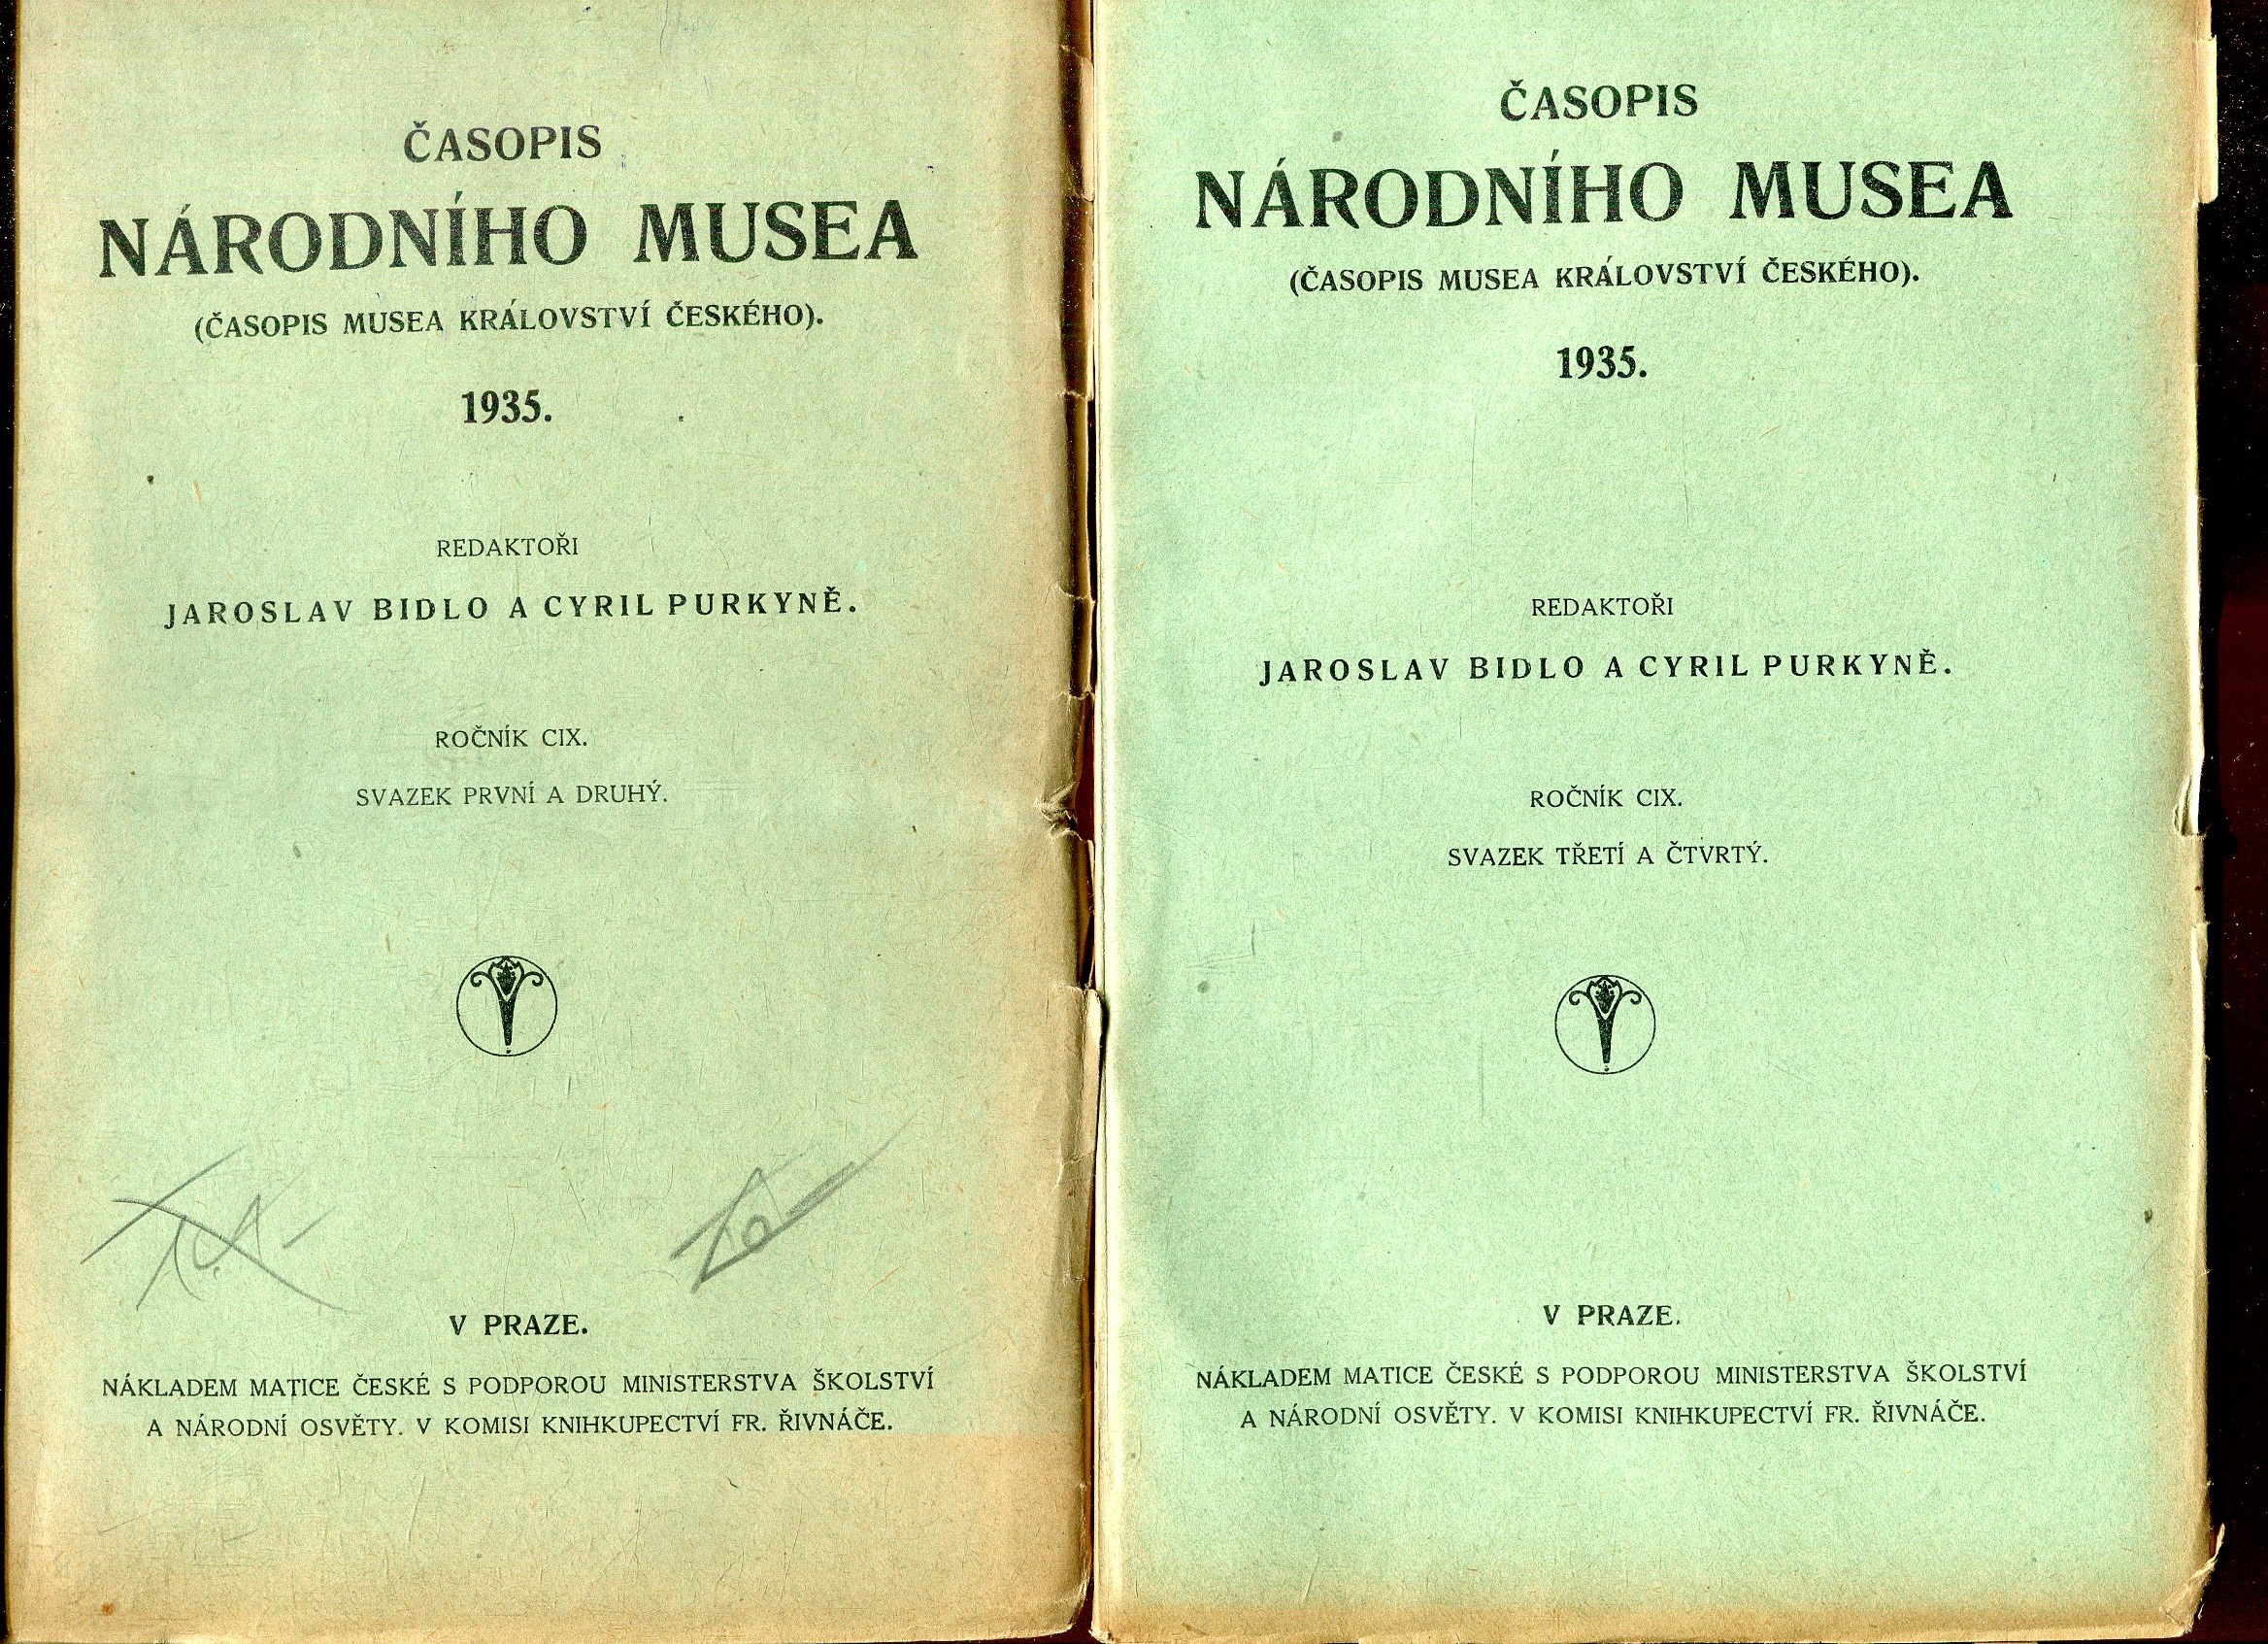 ČASOPIS
NÁRODNÍHO MUSEA
(ČASOPIS MUSEA KRÁLOVSTVÍ ČESKÉHO).
1935.
REDAKTOŘI
JAROSLAV BIDLO A CYRIL PURKYNĚ.
ROČNÍK CIX.
SVAZEK PRVNÍ A DRUHÝ.
V PRAZE.
NÁKLADEM MATICE ČESKÉ S PODPOROU MINISTERSTVA ŠKOLSTVÍ
A NÁRODNÍ OSVĚTY. V KOMISI KNIHKUPECTVÍ FR. ŘIVNÁČE.
ČASOPIS
NÁRODNÍHO MUSEA
(ČASOPIS MUSEA KRÁLOVSTVÍ ČESKÉHO).
1935.
REDAKTOŘI
JAROSLAV BIDLO A CYRIL PURKYNĚ.
ROČNÍK CIX.
SVAZEK TŘETÍ A ČTVRTÝ.
V PRAZE.
NÁKLADEM MATICE ČESKÉ S PODPOROU MINISTERSTVA ŠKOLSTVÍ
A NÁRODNÍ OSVĚTY. V KOMISI KNIHKUPECTVÍ FR. ŘIVNÁČE.